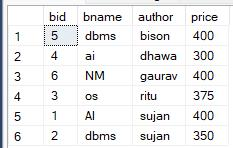 bid bname author price
1 5 dbms bison 400
2 4 ai dhawa 300
3 6 NM gaurav 400
4 3 os ritu 375
5 1 AI sujan 400
6 2 dbms sujan 350